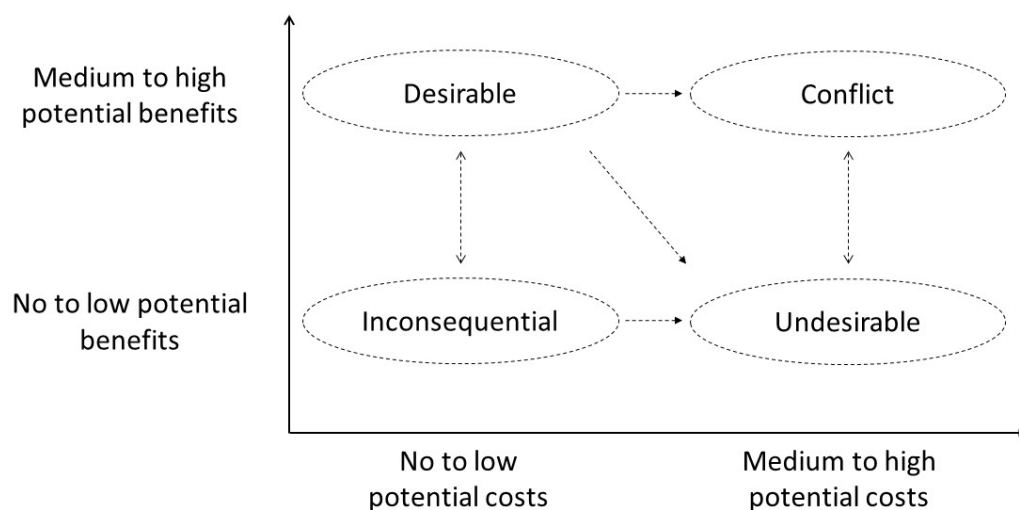 Medium to high
potential benefits
Desirable
Conflict
No to low potential
benefits
Inconsequential
Undesirable
No to low
potential costs
Medium to high
potential costs